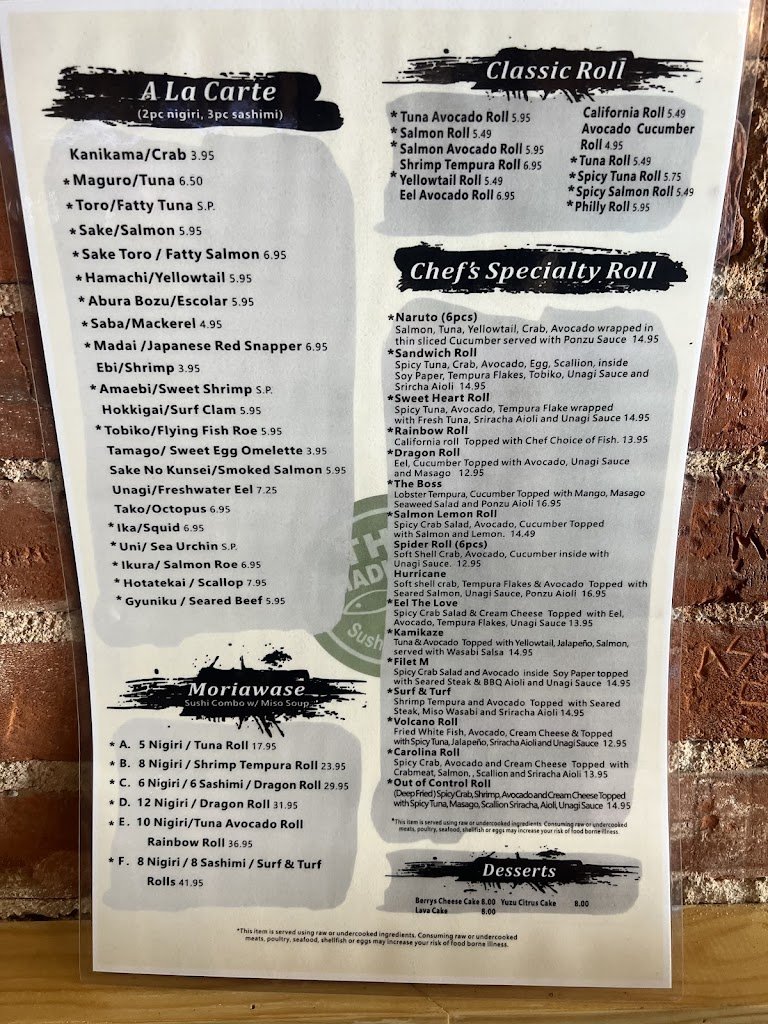 A La Carte
(2pc nigiri, 3pc sashimi)
Kanikama/Crab 3.95
* Maguro/Tuna 6.50
* Toro/Fatty Tuna S.P.
* Sake/Salmon 5.95
* Sake Toro / Fatty Salmon 6.95
* Hamachi/Yellowtail 5.95
* Abura Bozu/Escolar 5.95
* Saba/Mackerel 4.95
* Madai /Japanese Red Snapper 6.95
Ebi/Shrimp 3.95
* Amaebi/Sweet Shrimp S.P.
Hokkigai/Surf Clam 5.95
* Tobiko/Flying Fish Roe 5.95
Tamago/ Sweet Egg Omelette 3.95
Sake No Kunsei/Smoked Salmon 5.95
Unagi/Freshwater Eel 7.25
Tako/Octopus 6.95
* Ika/Squid 6.95
* Uni/ Sea Urchin S.P.
* Ikura/ Salmon Roe 6.95
* Hotatekai / Scallop 7.95
* Gyuniku / Seared Beef 5.95
Moriawase
Sushi Combo w/ Miso Soup
* A. 5 Nigiri / Tuna Roll 17.95
* B. 8 Nigiri / Shrimp Tempura Roll 23.95
* C. 6 Nigiri / 6 Sashimi / Dragon Roll 29.95
* D. 12 Nigiri / Dragon Roll 31.95
* E. 10 Nigiri/Tuna Avocado Roll
Rainbow Roll 36.95
* F. 8 Nigiri / 8 Sashimi / Surf & Turf
Rolls 41.95
Classic Roll
* Tuna Avocado Roll 5.95
* Salmon Roll 5.49
* Salmon Avocado Roll 5.95
Shrimp Tempura Roll 6.95
* Yellowtail Roll 5.49
Eel Avocado Roll 6.95
California Roll 5.49
Avocado Cucumber
Roll 4.95
* Tuna Roll 5.49
* Spicy Tuna Roll 5.75
* Spicy Salmon Roll 5.49
* Philly Roll 5.95
Chef's Specialty Roll
*Naruto (6pcs)
Salmon, Tuna, Yellowtail, Crab, Avocado wrapped in
thin sliced Cucumber served with Ponzu Sauce 14.95
*Sandwich Roll
Spicy Tuna, Crab, Avocado, Egg, Scallion, inside
Soy Paper, Tempura Flakes, Tobiko, Unagi Sauce and
Srircha Aioli 14.95
*Sweet Heart Roll
Spicy Tuna, Avocado, Tempura Flake wrapped
with Fresh Tuna, Sriracha Aioli and Unagi Sauce 14.95
*Rainbow Roll
California roll Topped with Chef Choice of Fish. 13.95
*Dragon Roll
Eel, Cucumber Topped with Avocado, Unagi Sauce
and Masago 12.95
*The Boss
Lobster Tempura, Cucumber Topped with Mango, Masago
Seaweed Salad and Ponzu Aioli 16.95
*Salmon Lemon Roll
Spicy Crab Salad, Avocado, Cucumber Topped
with Salmon and Lemon. 14.49
Spider Roll (6pcs)
Soft Shell Crab, Avocado, Cucumber inside with
Unagi Sauce. 12.95
Hurricane
Soft shell crab, Tempura Flakes & Avocado Topped with
Seared Salmon, Unagi Sauce, Ponzu Aioli 16.95
*Eel The Love
Spicy Crab Salad & Cream Cheese Topped with Eel,
Avocado, Tempura Flakes, Unagi Sauce 13.95
*Kamikaze
Tuna & Avocado Topped with Yellowtail, Jalapeño, Salmon,
served with Wasabi Salsa 14.95
*Filet M
Spicy Crab Salad and Avocado inside Soy Paper topped
with Seared Steak & BBQ Aioli and Unagi Sauce 14.95
*Surf & Turf
Shrimp Tempura and Avocado Topped with Seared
Steak, Miso Wasabi and Sriracha Aioli 14.95
*Volcano Roll
Fried White Fish, Avocado, Cream Cheese & Topped
with Spicy Tuna, Jalapeño, Sriracha Aioli and Unagi Sauce 12.95
*Carolina Roll
Spicy Crab, Avocado and Cream Cheese Topped with
Crabmeat, Salmon, , Scallion and Sriracha Aioli 13.95
*Out of Control Roll
(Deep Fried) Spicy Crab, Shrimp, Avocado and Cream Cheese Topped
with Spicy Tuna, Masago, Scallion Sriracha, Aioli, Unagi Sauce 14.95
*This item is served using raw or undercooked ingredients. Consuming raw or undercooked
meats, poultry, seafood, shellfish or eggs may increase your risk of food borne illness.
Desserts
Berrys Cheese Cake 8.00 Yuzu Citrus Cake 8.00
Lava Cake 8.00
*This item is served using raw or undercooked ingredients. Consuming raw or undercooked
meats, poultry, seafood, shellfish or eggs may increase your risk of food borne illness.